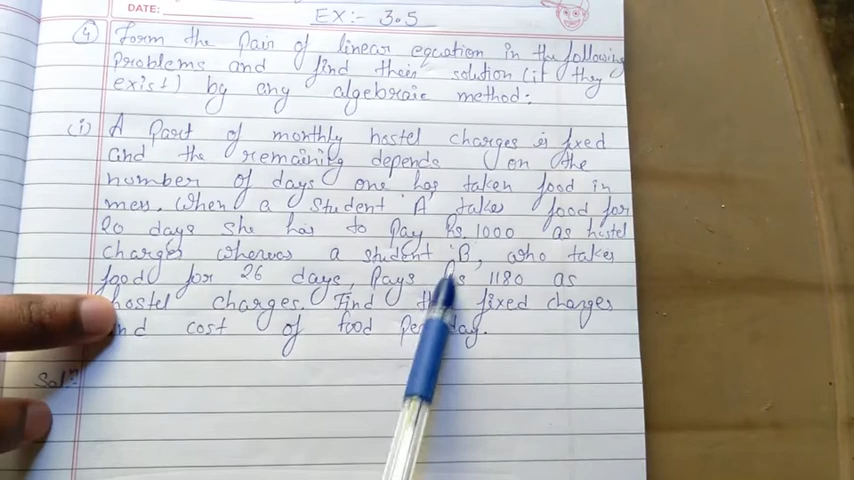 DATE:
EX:- 3.5
4 Form the Pair of linear equation in the following
problems and find their solution (if they
exist) by any algebraic method:
(i) A Part of monthly hostel charges is fixed
and the remaining depends on the
number of days one has taken food in
mess. When a Student 'A' takes food for
20 days she has to Pay Rs. 1000 as hostel
charges whereas a student 'B, who takes
food for 26 days, Pays 1180 as
hostel charges. Find the fixed charges
and cost of food Per day.
Sol: